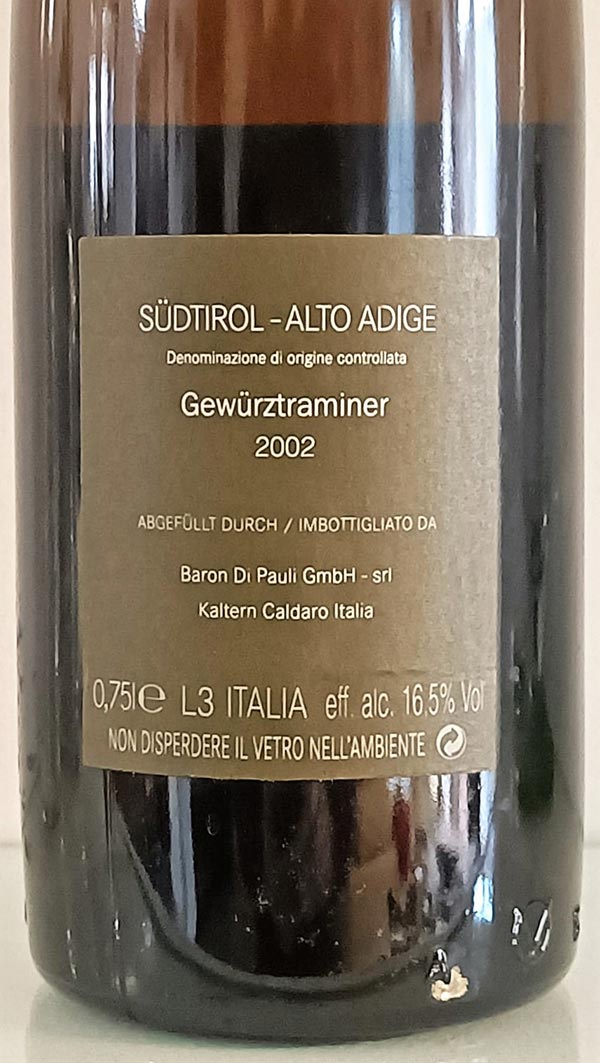 SÜDTIROL - ALTO ADIGE
Denominazione di origine controllata
Gewürztraminer
2002
ABGEFÜLLT DURCH / IMBOTTIGLIATO DA
Baron Di Pauli GmbH - srl
Kaltern Caldaro Italia
0,75l℮ L3 ITALIA eff. alc. 16,5% Vol
NON DISPERDERE IL VETRO NELL'AMBIENTE